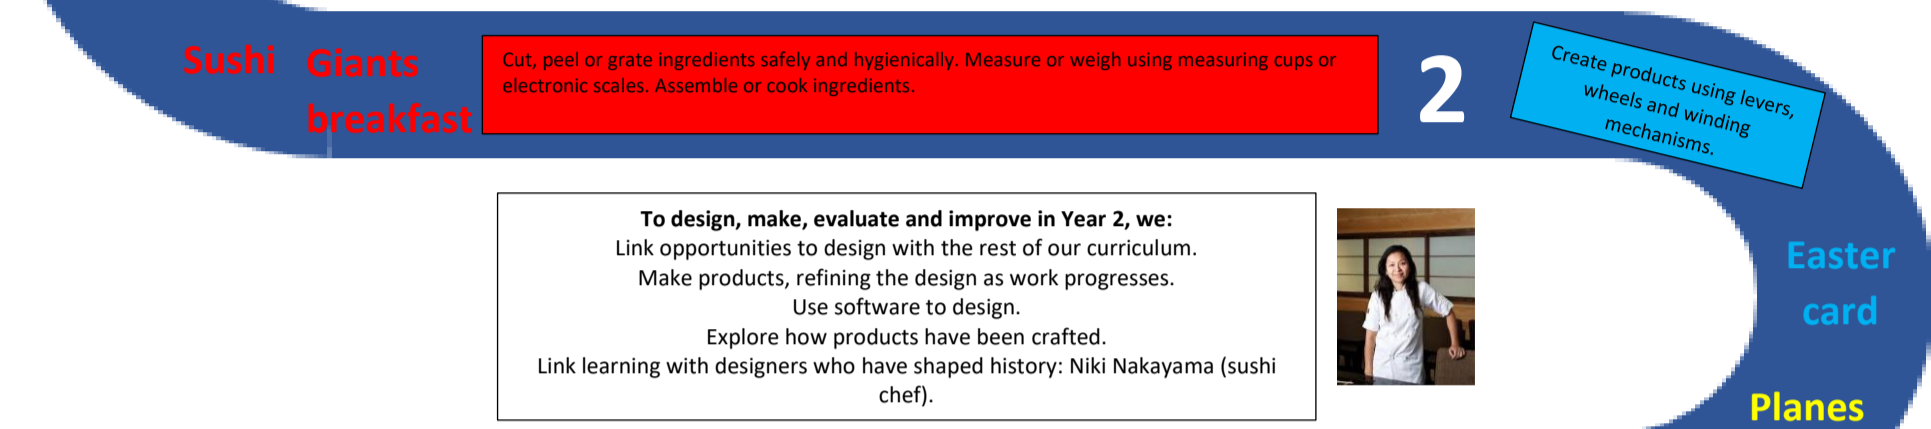 Sushi
Giants
breakfast
Cut, peel or grate ingredients safely and hygienically. Measure or weigh using measuring cups or
electronic scales. Assemble or cook ingredients.
2
Create products using levers,
wheels and winding
mechanisms.
To design, make, evaluate and improve in Year 2, we:
Link opportunities to design with the rest of our curriculum.
Make products, refining the design as work progresses.
Use software to design.
Explore how products have been crafted.
Link learning with designers who have shaped history: Niki Nakayama (sushi
chef).
Easter
card
Planes